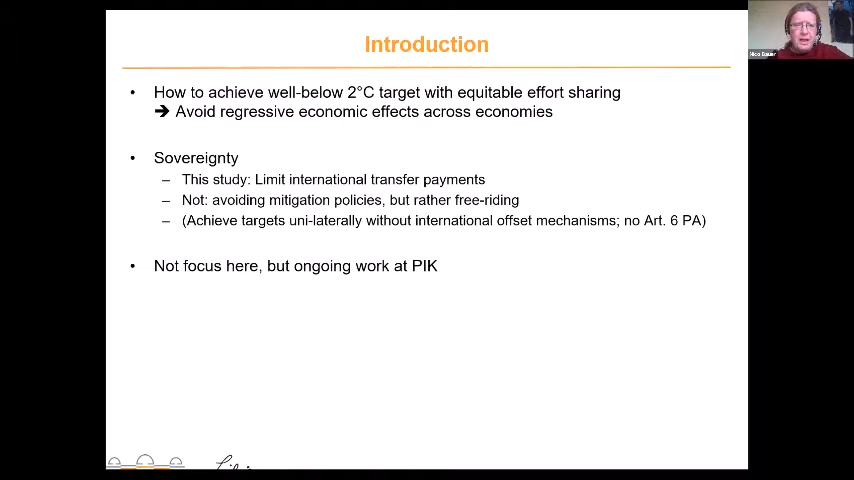 Introduction
• How to achieve well-below 2°C target with equitable effort sharing
➔ Avoid regressive economic effects across economies
• Sovereignty
– This study: Limit international transfer payments
– Not: avoiding mitigation policies, but rather free-riding
– (Achieve targets uni-laterally without international offset mechanisms; no Art. 6 PA)
• Not focus here, but ongoing work at PIK
Nico Bauer